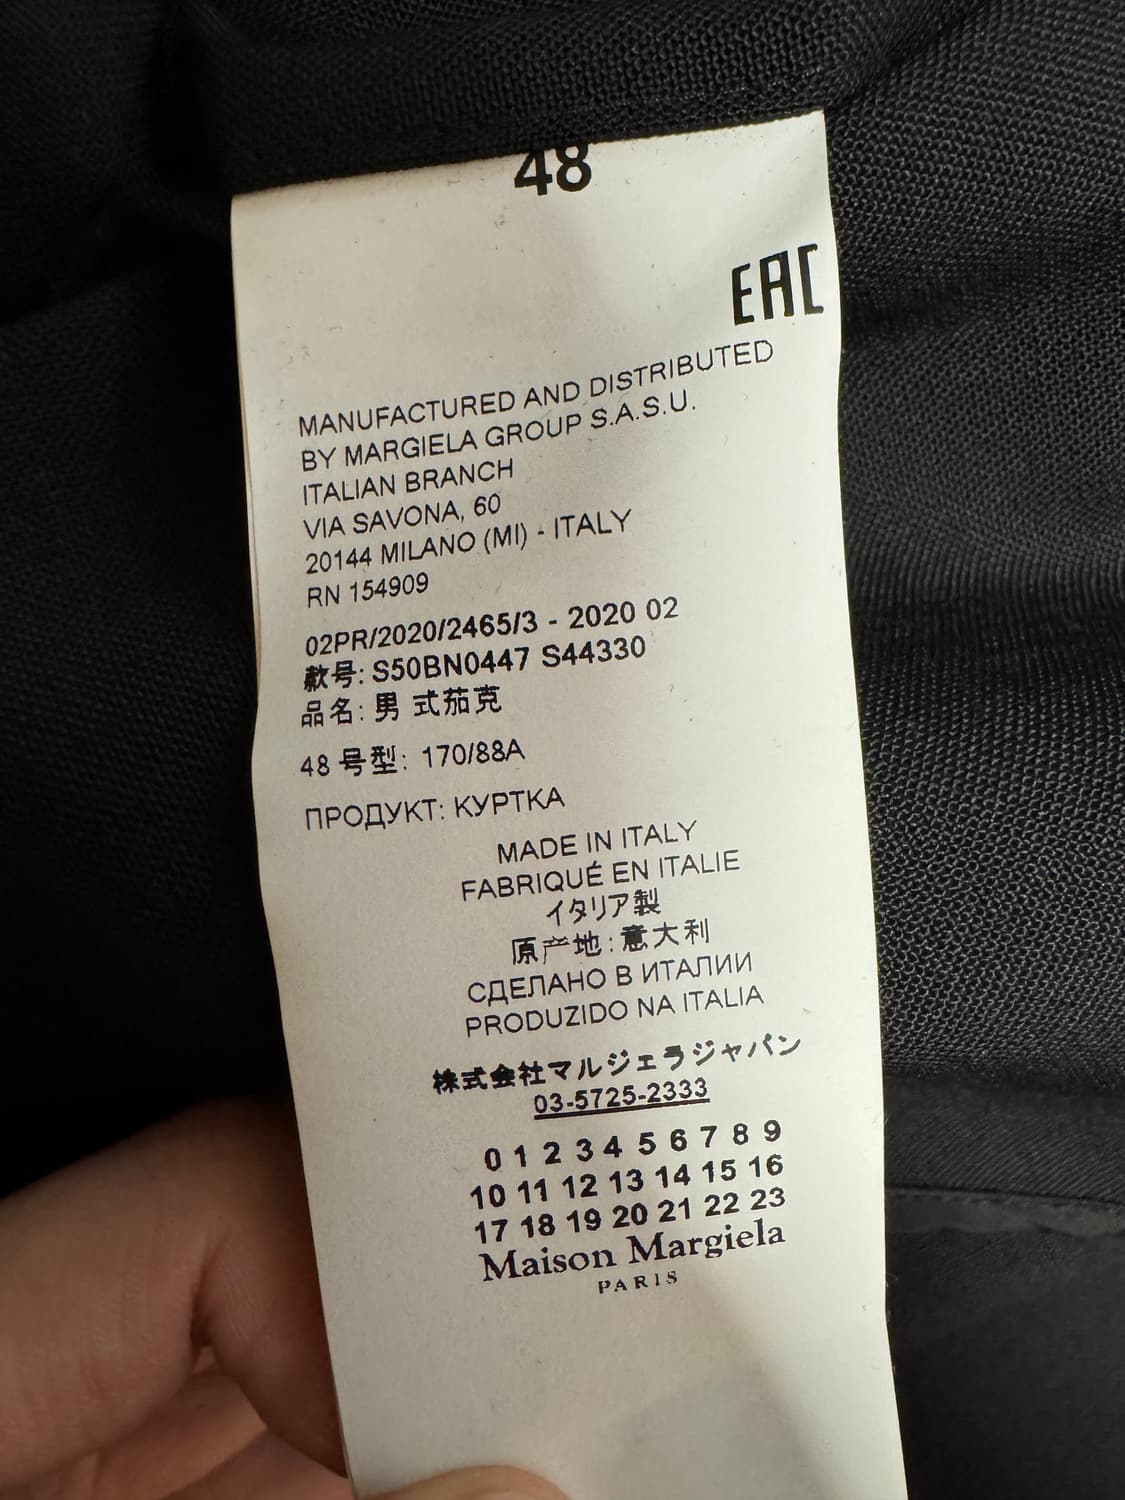 48
EAC
MANUFACTURED AND DISTRIBUTED
BY MARGIELA GROUP S.A.S.U.
ITALIAN BRANCH
VIA SAVONA, 60
20144 MILANO (MI) - ITALY
RN 154909
02PR/2020/2465/3 - 2020 02
款号: S50BN0447 S44330
品名: 男 式茄克
48 号型: 170/88A
ПРОДУКТ: КУРТКА
MADE IN ITALY
FABRIQUÉ EN ITALIE
イタリア製
原产地: 意大利
СДЕЛАНО В ИТАЛИИ
PRODUZIDO NA ITALIA
株式会社マルジェラジャパン
03-5725-2333
0 1 2 3 4 5 6 7 8 9
10 11 12 13 14 15 16
17 18 19 20 21 22 23
Maison Margiela
PARIS